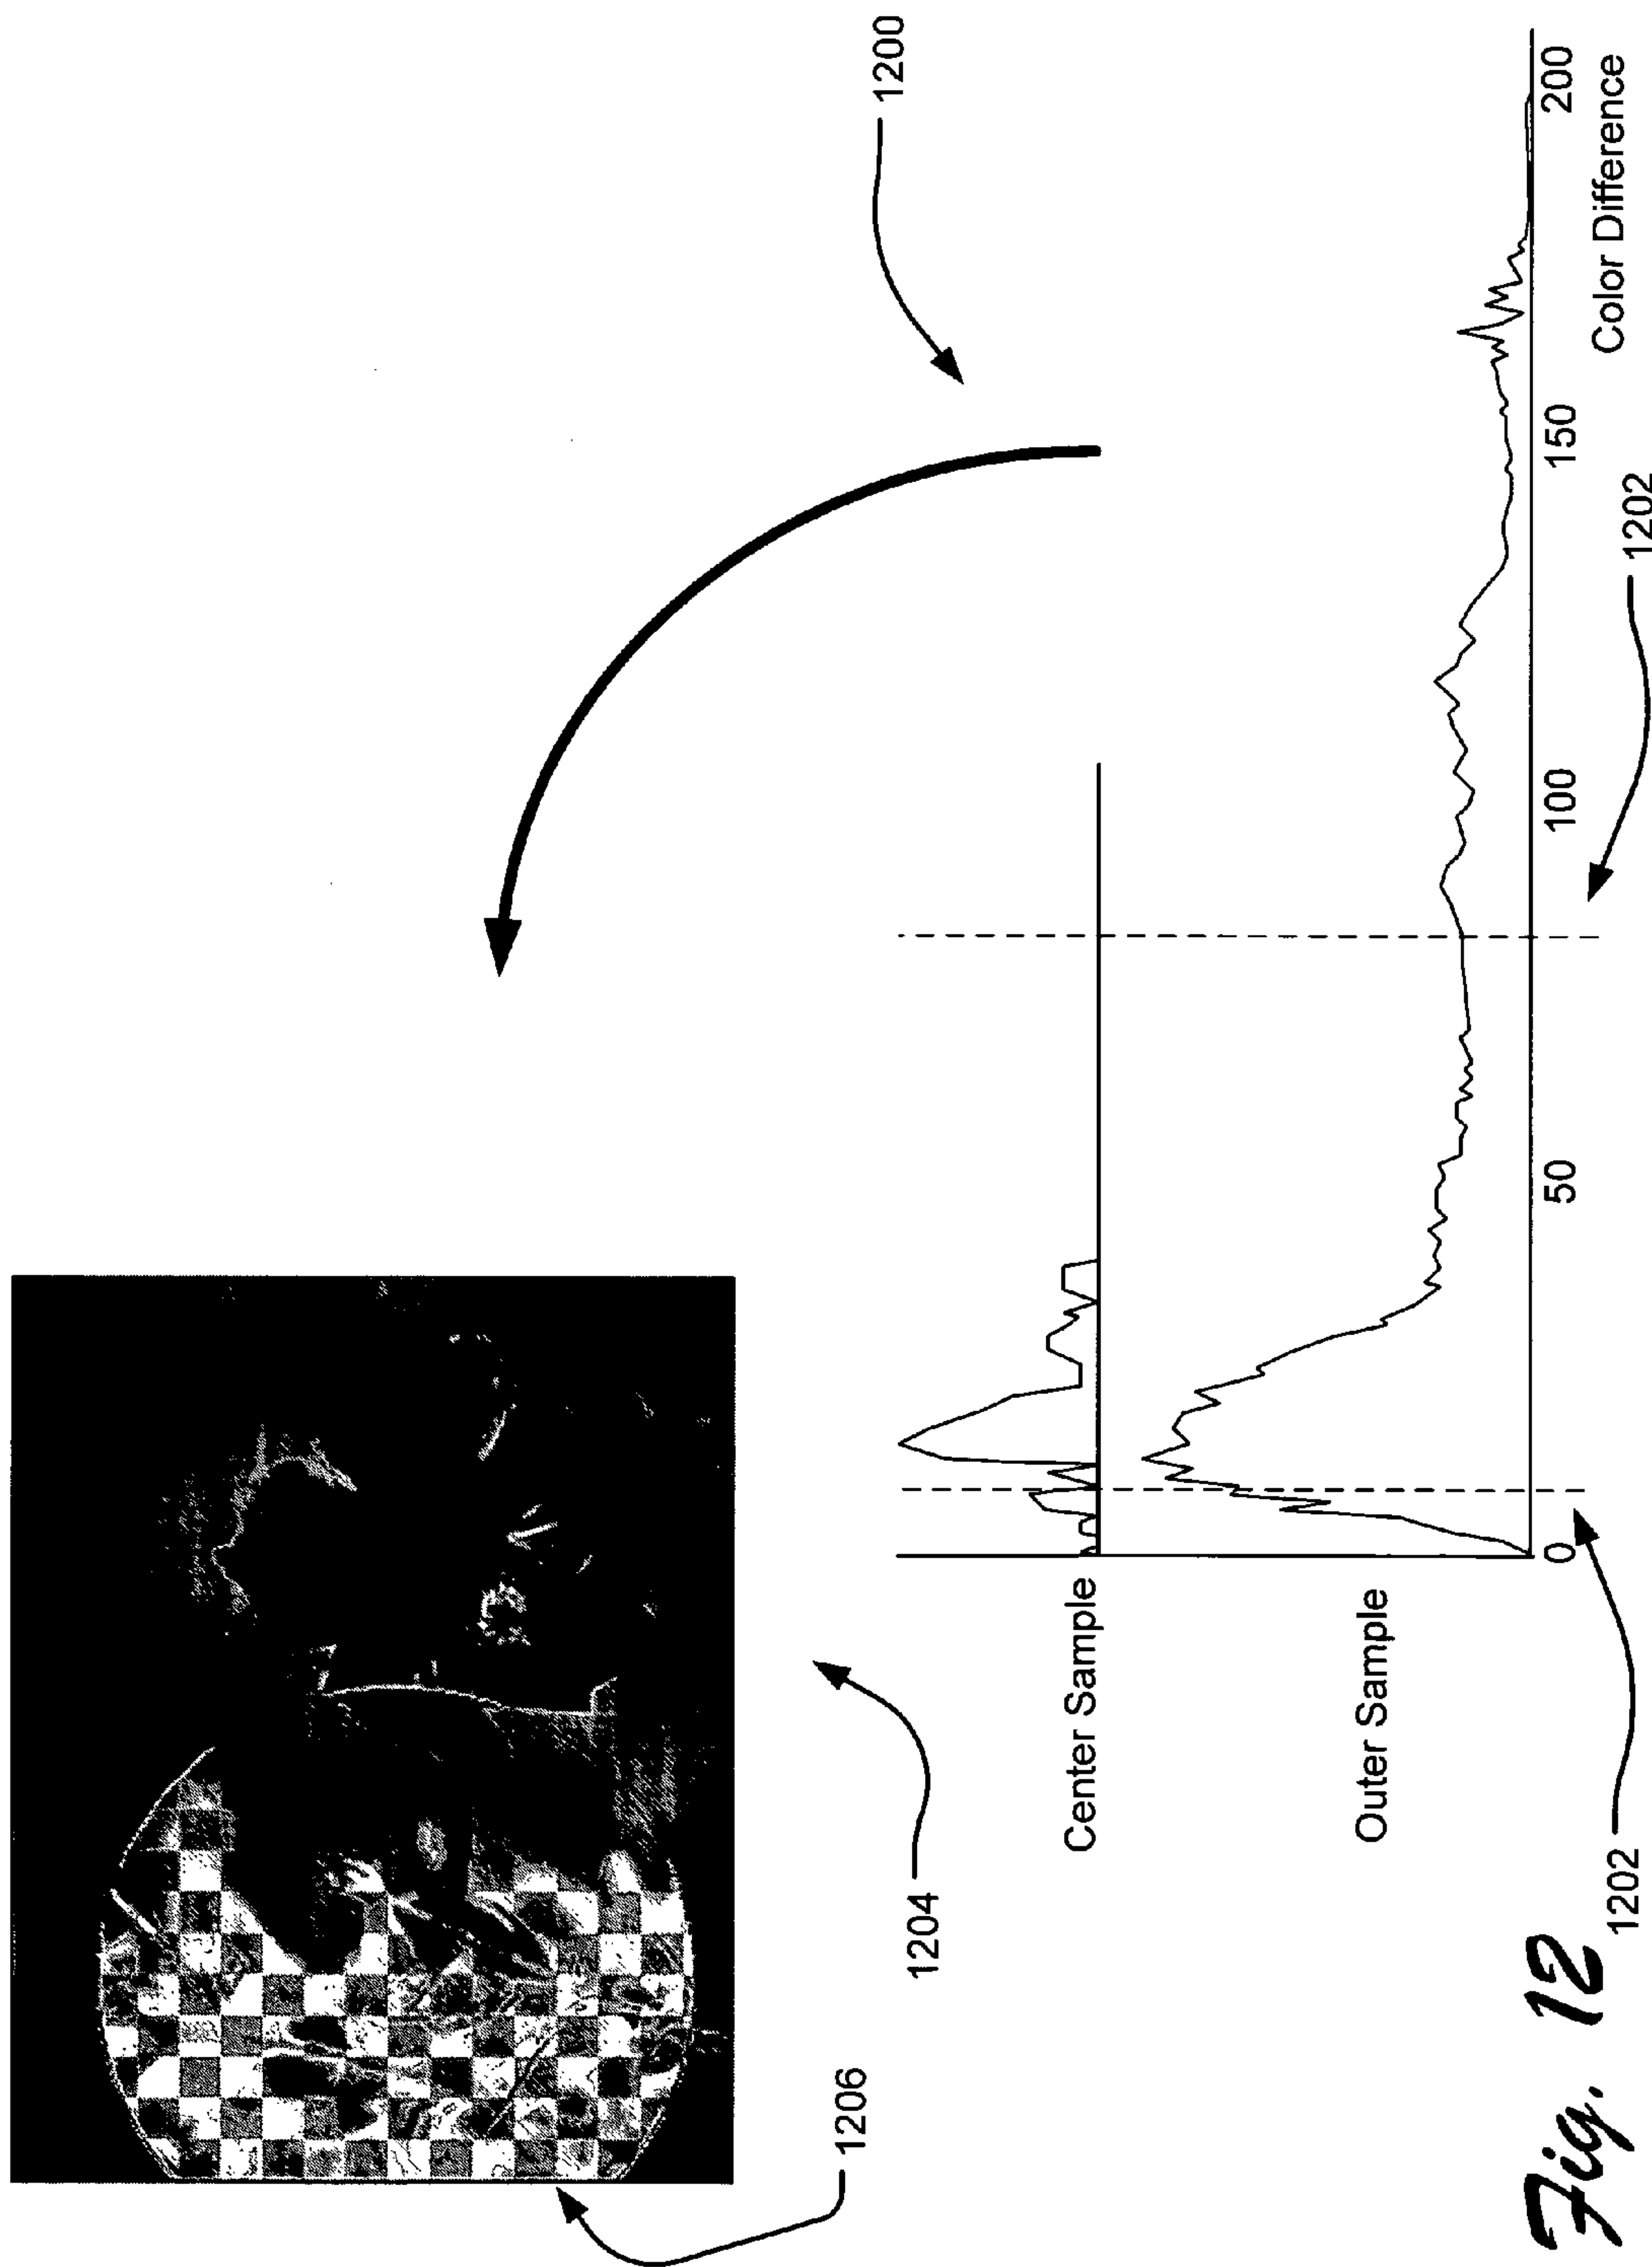 1206
1204
1200
Center Sample
Outer Sample
0
50
100
150
200
Color Difference
1202
1202
Fig. 12